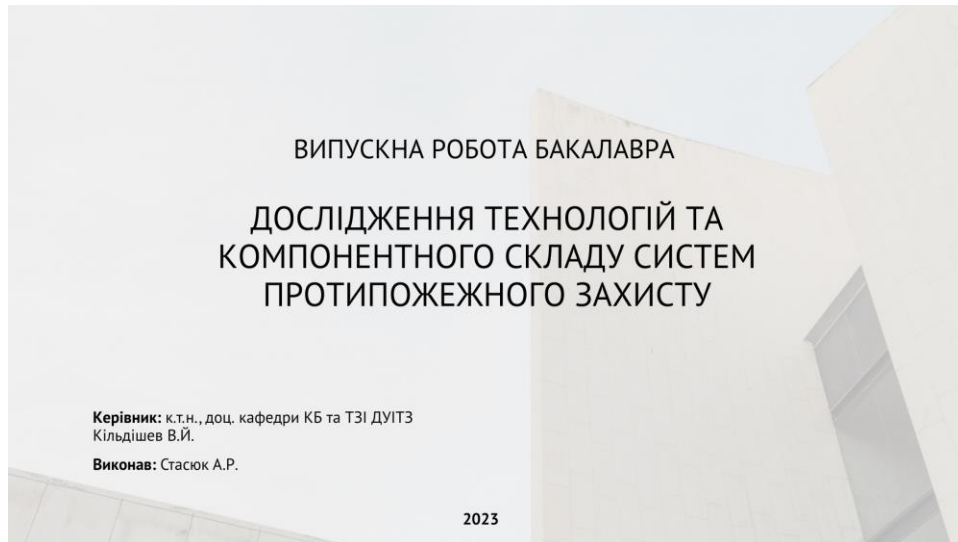 ВИПУСКНА РОБОТА БАКАЛАВРА
ДОСЛІДЖЕННЯ ТЕХНОЛОГІЙ ТА
КОМПОНЕНТНОГО СКЛАДУ СИСТЕМ
ПРОТИПОЖЕЖНОГО ЗАХИСТУ
Керівник: к.т.н., доц. кафедри КБ та ТЗІ ДУІТЗ
Кільдішев В.Й.
Виконав: Стасюк А.Р.
2023